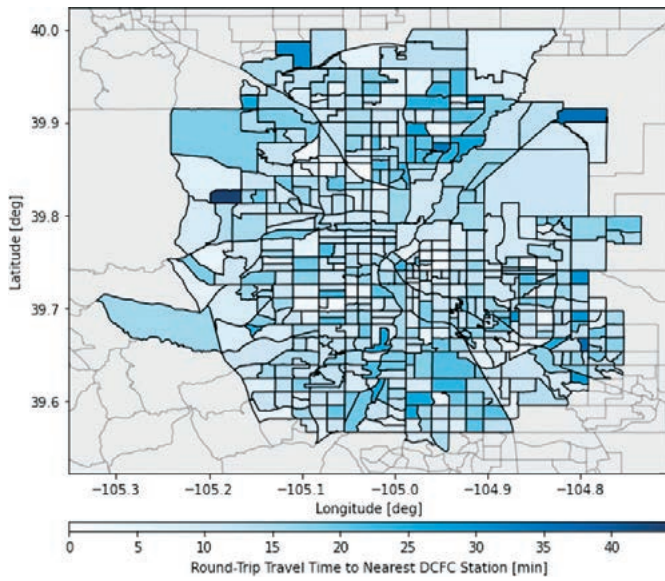 40.0
39.9
39.8
39.7
39.6
Latitude [deg]
−105.3 −105.2 −105.1 −105.0 −104.9 −104.8
Longitude [deg]
0 5 10 15 20 25 30 35 40
Round-Trip Travel Time to Nearest DCFC Station [min]